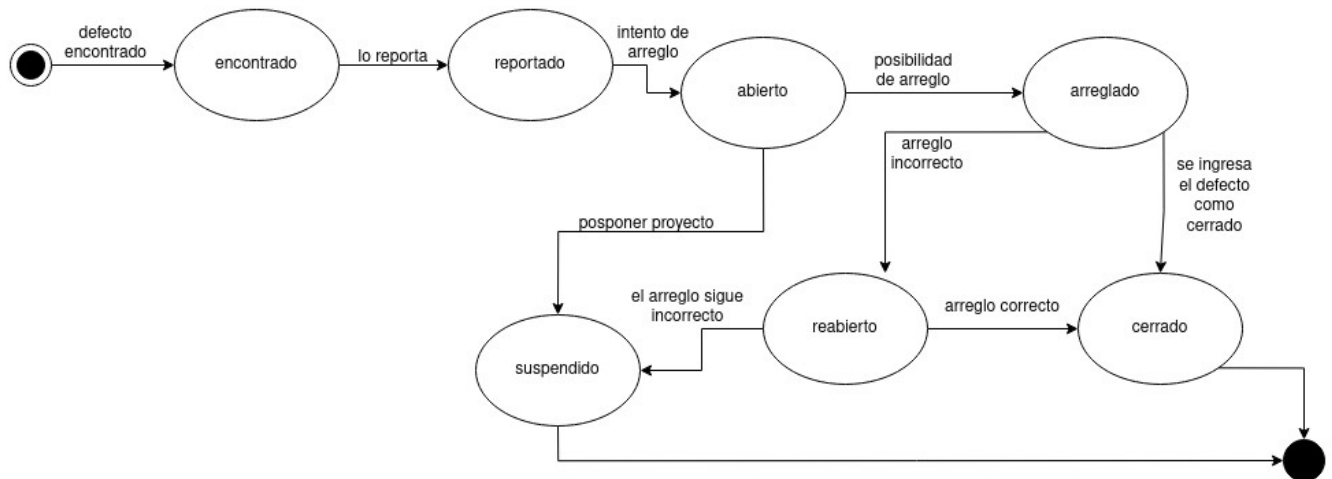 defecto
encontrado
encontrado
lo reporta
reportado
intento de
arreglo
abierto
posibilidad
de arreglo
arreglado
arreglo
incorrecto
se ingresa
el defecto
como
cerrado
posponer proyecto
el arreglo sigue
incorrecto
reabierto
arreglo correcto
cerrado
suspendido